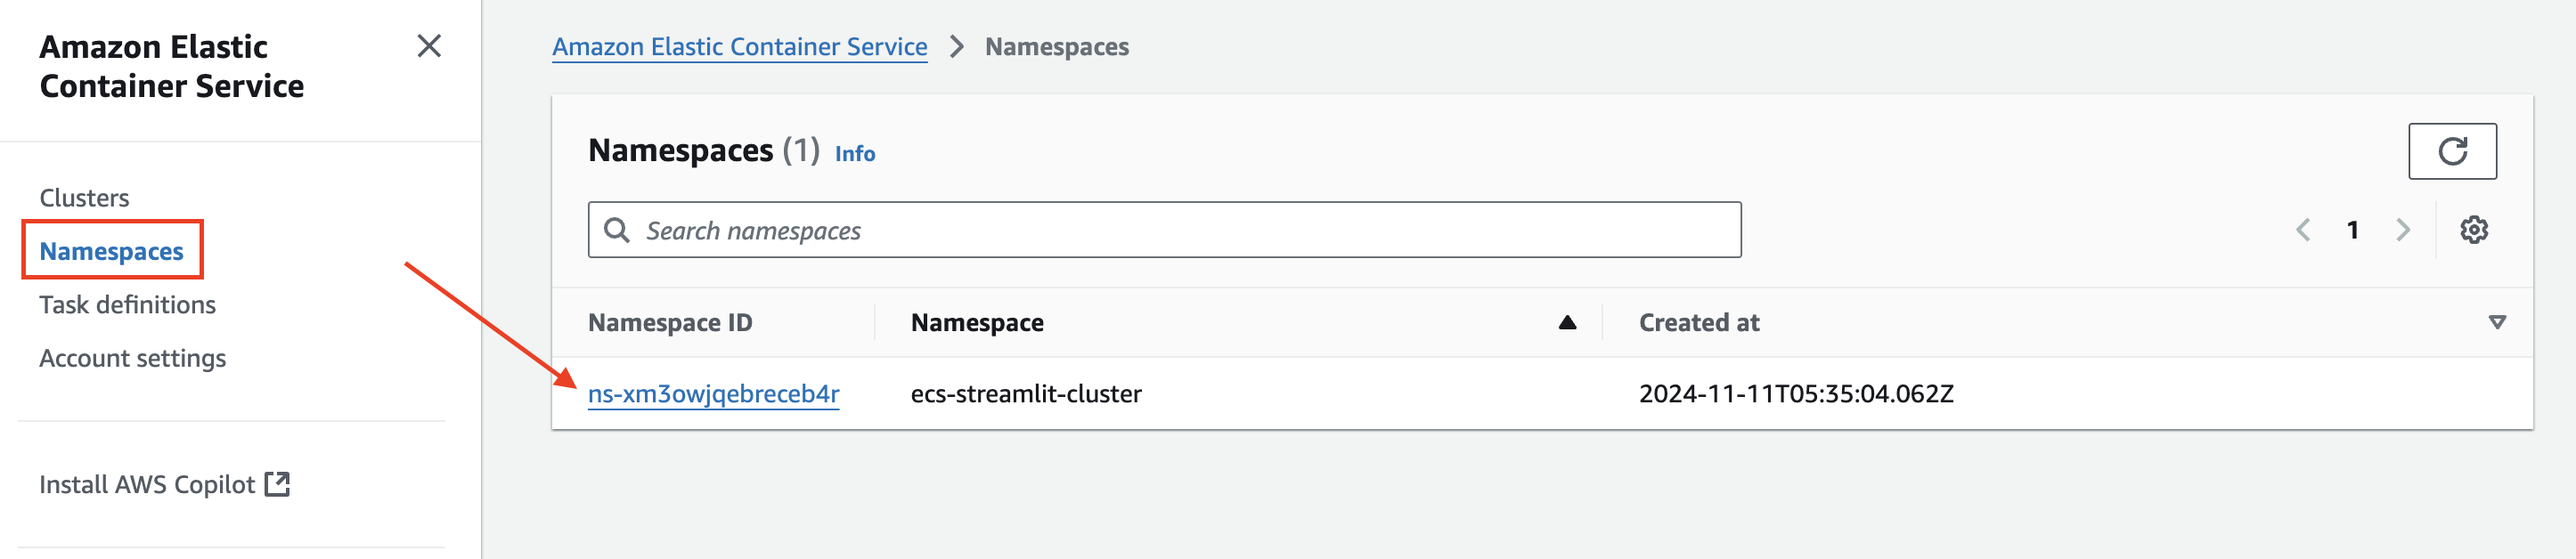 Amazon Elastic
Container Service
Clusters
Namespaces
Task definitions
Account settings
Install AWS Copilot
Amazon Elastic Container Service > Namespaces
Namespaces (1) Info
Search namespaces
1
Namespace ID Namespace Created at
ns-xm3owjqebreceb4r ecs-streamlit-cluster 2024-11-11T05:35:04.062Z